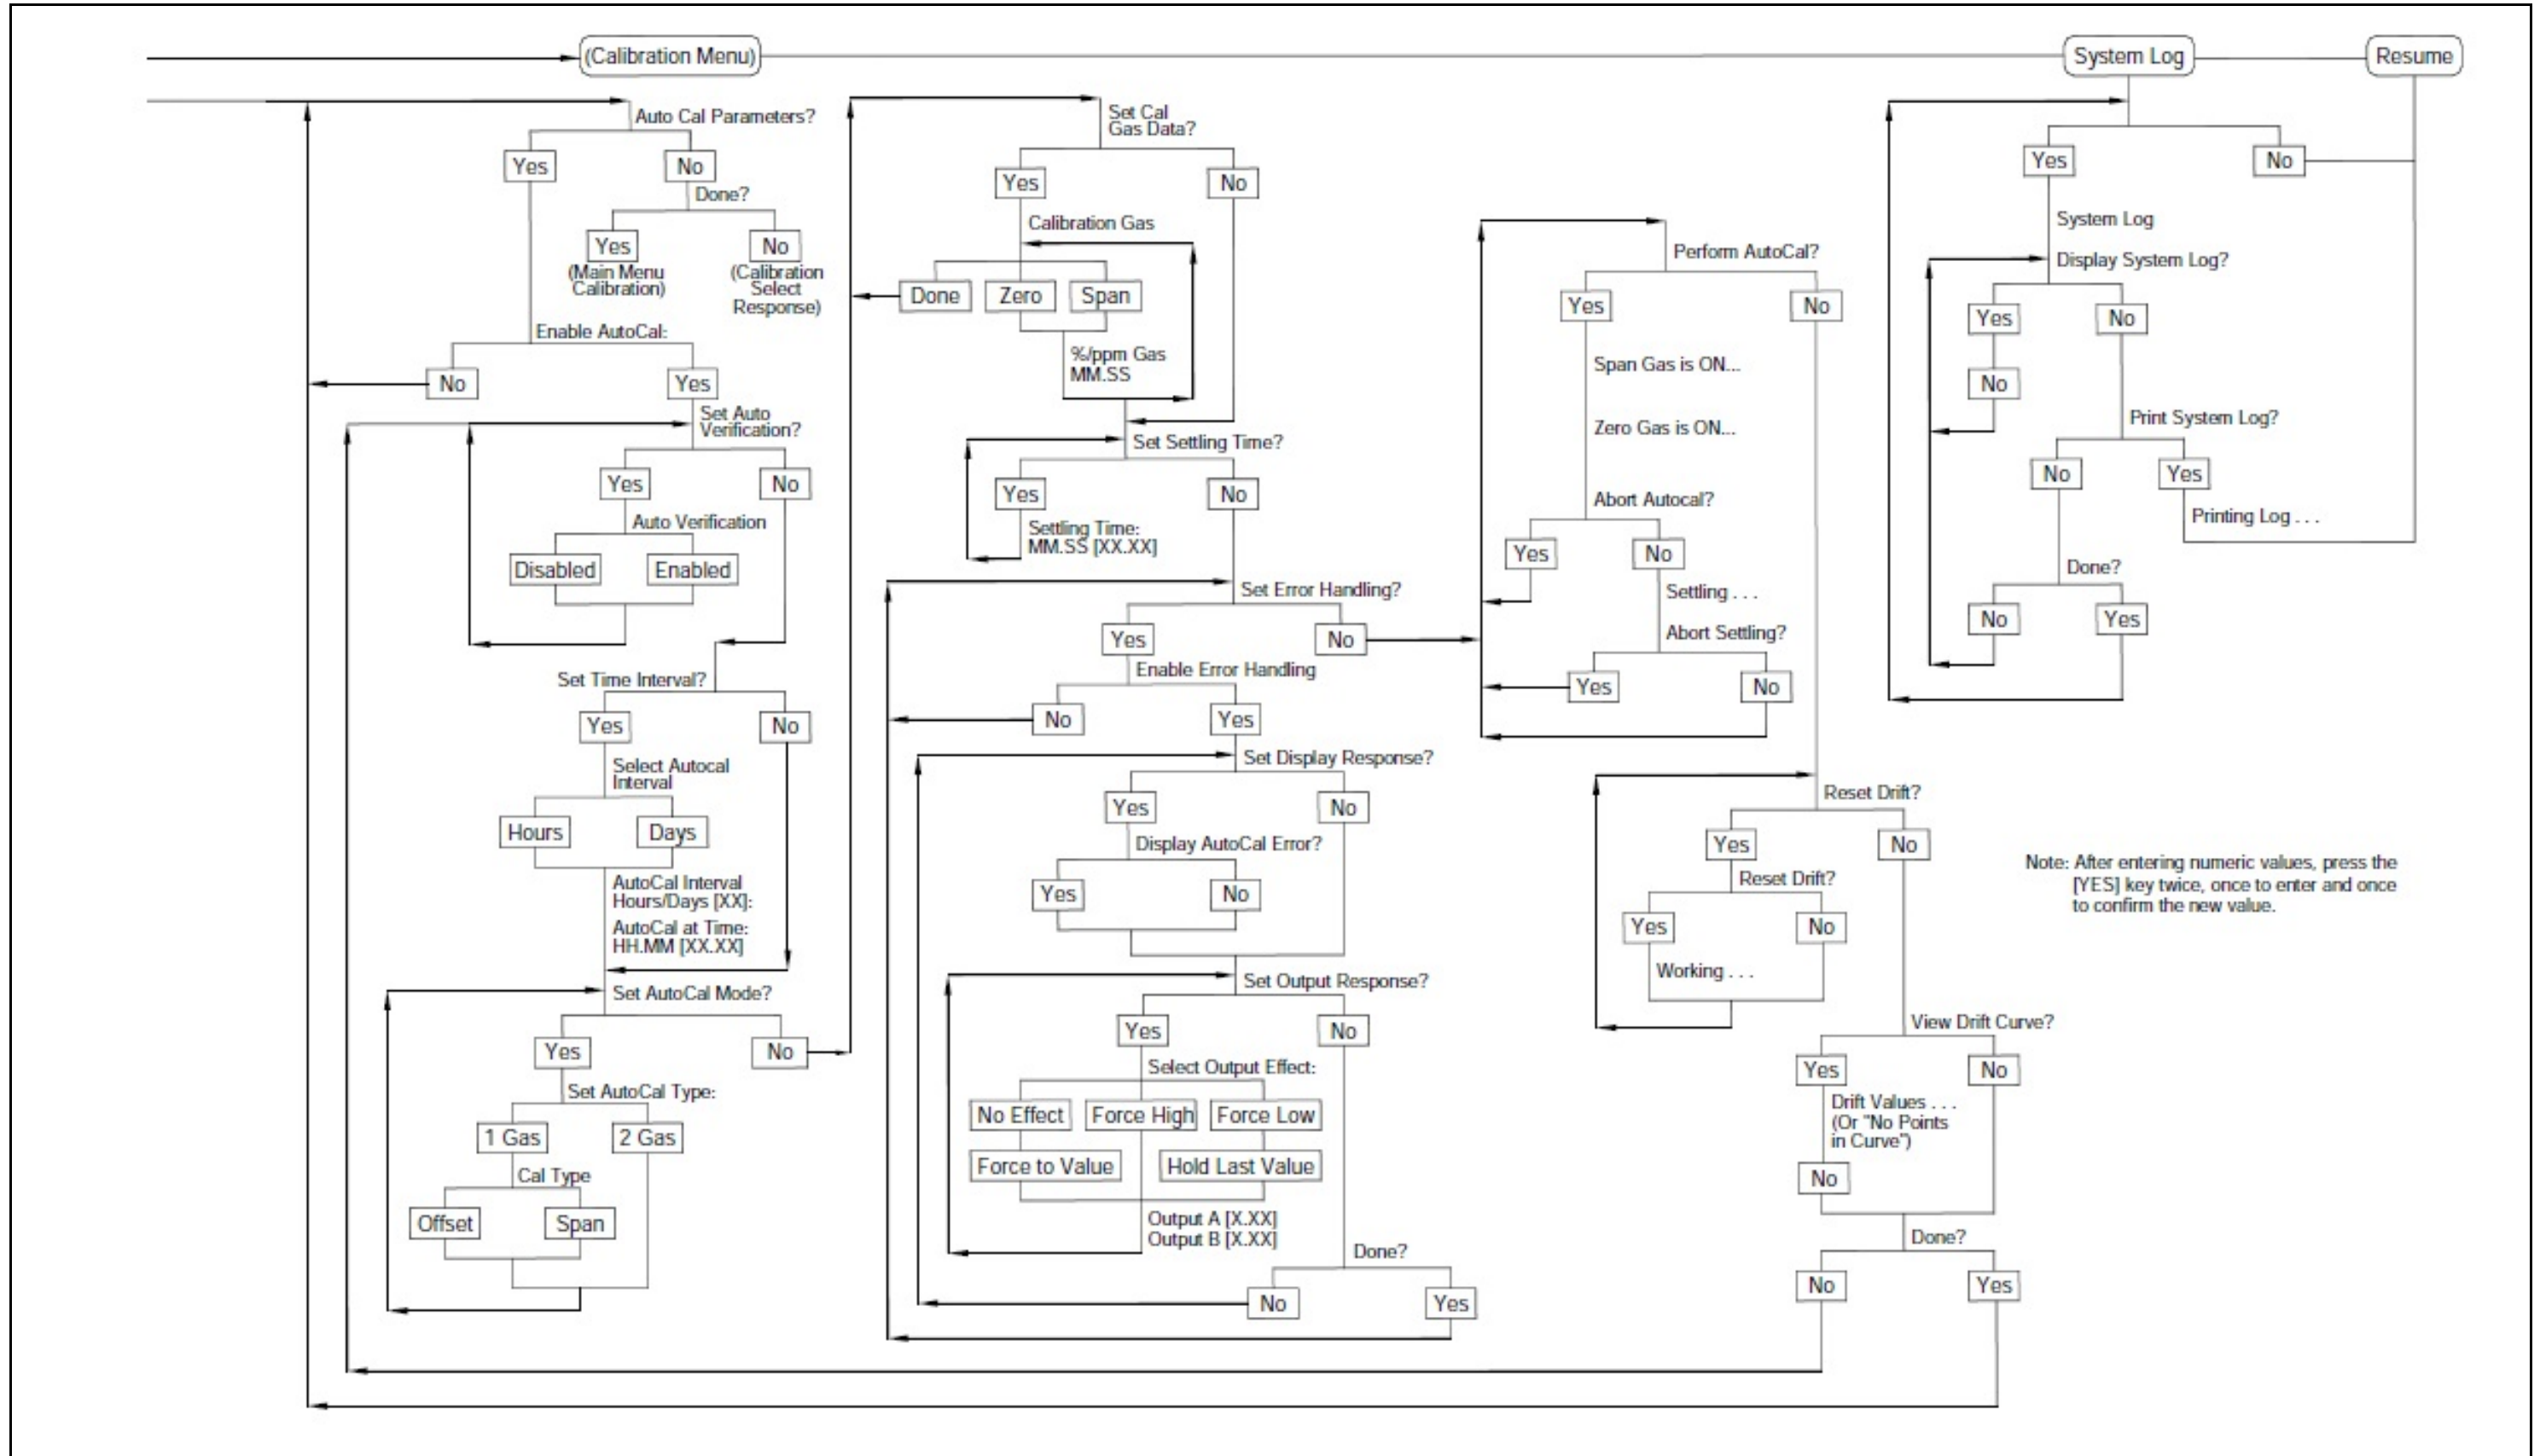 (Calibration Menu)
System Log
Resume
Auto Cal Parameters?
Yes
No
Done?
Yes
No
(Main Menu
Calibration)
(Calibration
Select
Response)
Enable AutoCal:
No
Yes
Set Auto
Verification?
Yes
No
Auto Verification
Disabled
Enabled
Set Time Interval?
Yes
No
Select Autocal
Interval
Hours
Days
AutoCal Interval
Hours/Days [XX]:
AutoCal at Time:
HH.MM [XX.XX]
Set AutoCal Mode?
Yes
No
Set AutoCal Type:
1 Gas
2 Gas
Cal Type
Offset
Span
Set Cal
Gas Data?
Yes
No
Calibration Gas
Done
Zero
Span
%/ppm Gas
MM.SS
Set Settling Time?
Yes
No
Settling Time:
MM.SS [XX.XX]
Set Error Handling?
Yes
No
Enable Error Handling
No
Yes
Set Display Response?
Yes
No
Display AutoCal Error?
Yes
No
Set Output Response?
Yes
No
Select Output Effect:
No Effect
Force High
Force Low
Force to Value
Hold Last Value
Output A [X.XX]
Output B [X.XX]
Done?
No
Yes
Perform AutoCal?
Yes
No
Span Gas is ON...
Zero Gas is ON...
Abort Autocal?
Yes
No
Settling . . .
Abort Settling?
Yes
No
Reset Drift?
Yes
No
Reset Drift?
Yes
No
Working . . .
View Drift Curve?
Yes
No
Drift Values . . .
(Or "No Points
in Curve")
No
Done?
No
Yes
Yes
No
System Log
Display System Log?
Yes
No
No
Print System Log?
No
Yes
Printing Log . . .
Done?
No
Yes
Note: After entering numeric values, press the
[YES] key twice, once to enter and once
to confirm the new value.